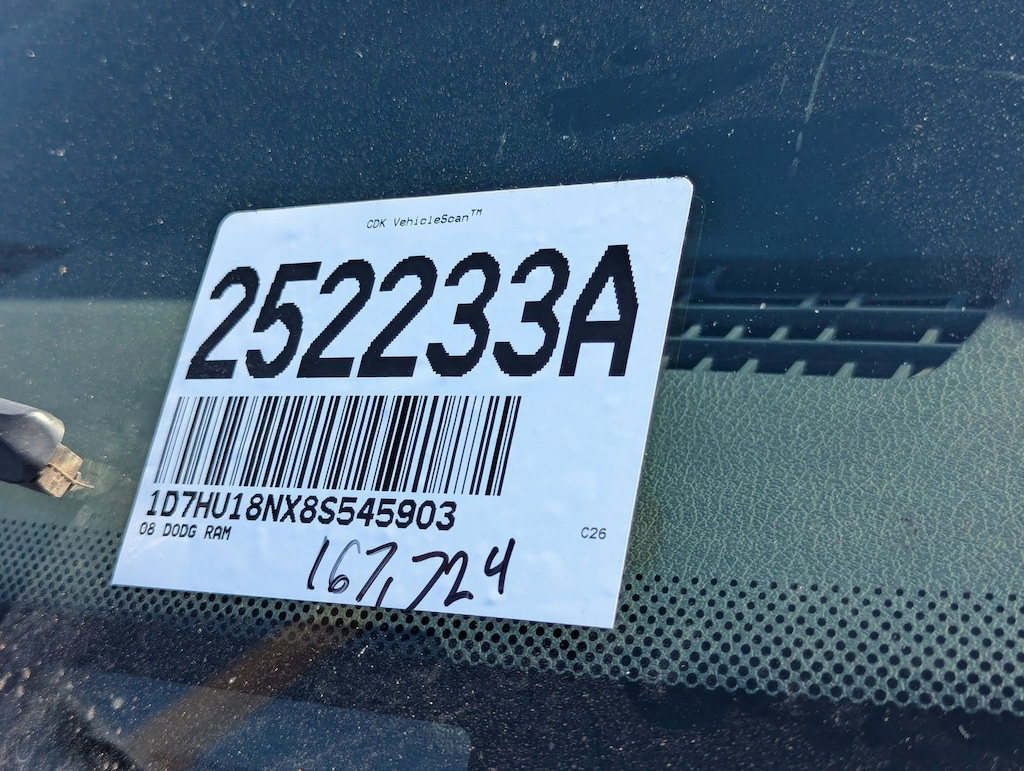 CDK VehicleScan™
252233A
1D7HU18NX8S545903
08 DODG RAM
C26
167,724